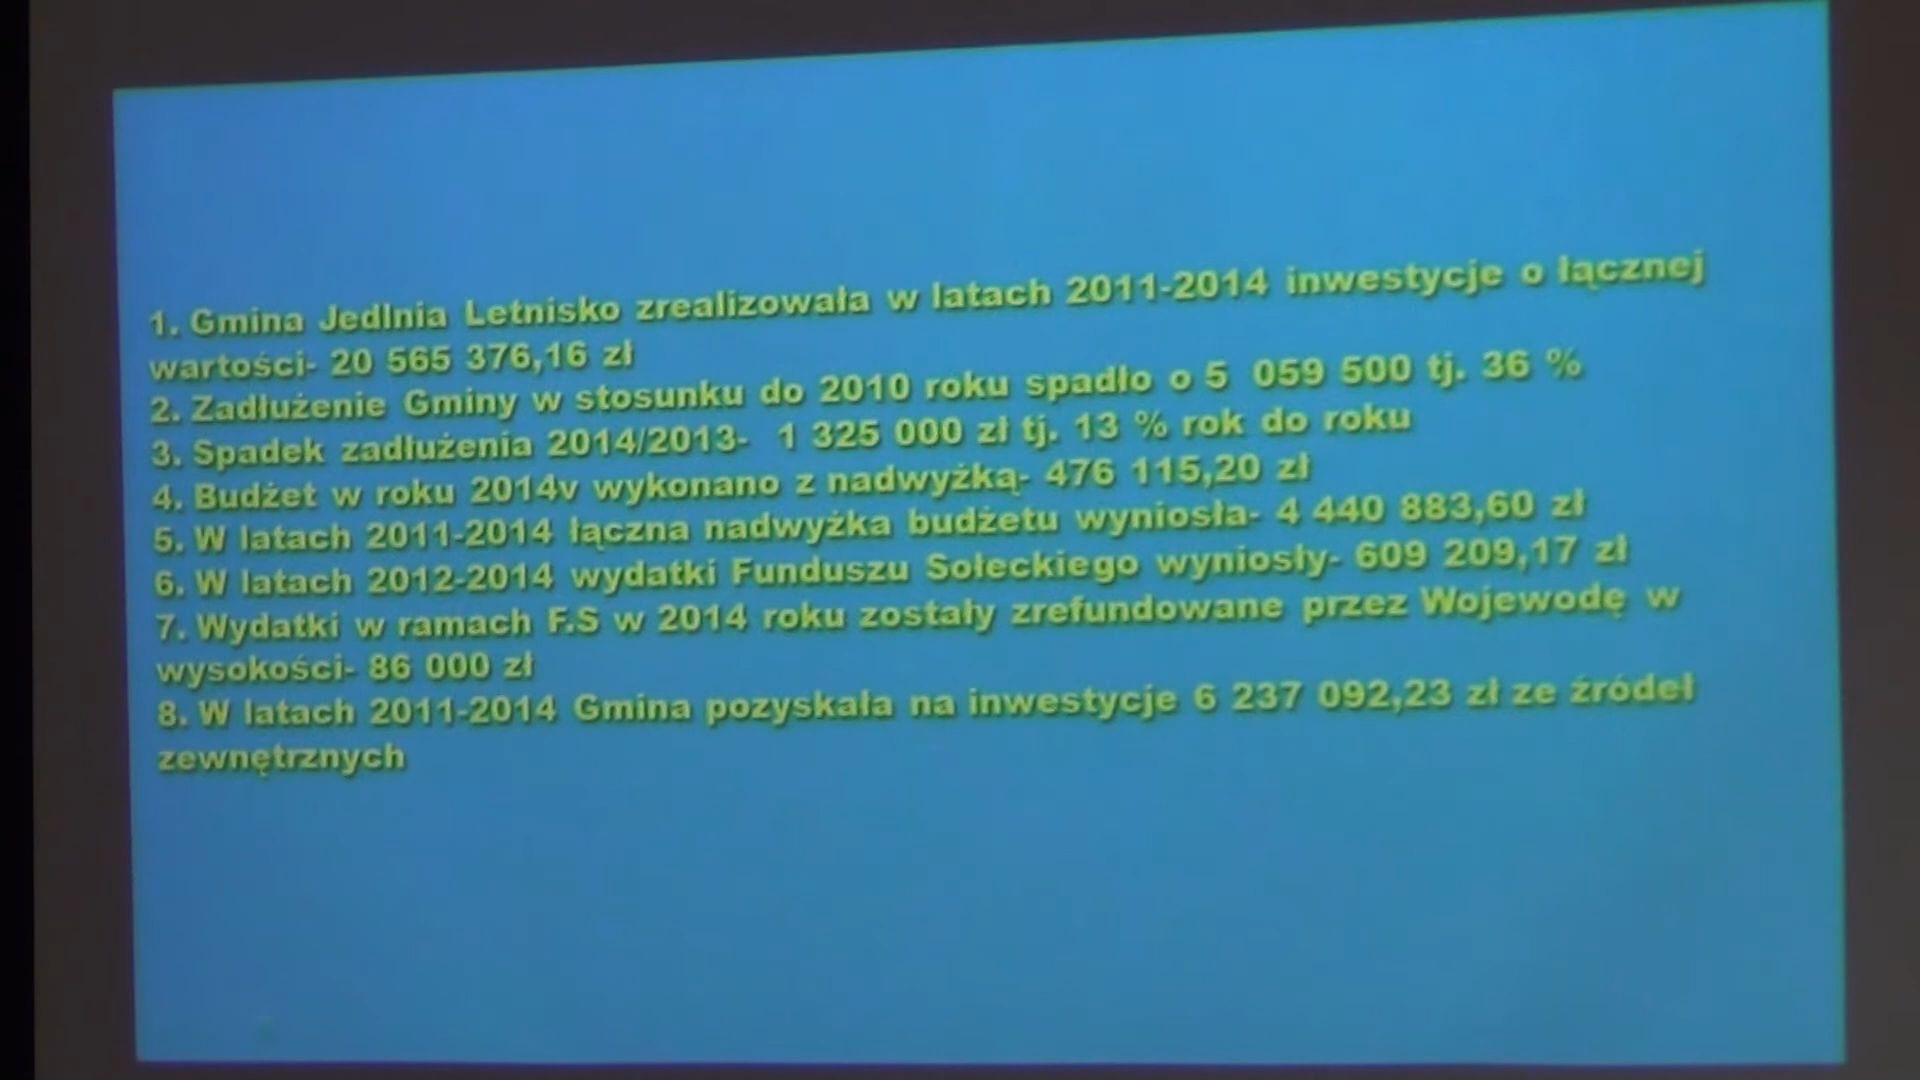 1. Gmina Jedlnia Letnisko zrealizowała w latach 2011-2014 inwestycje o łącznej
wartości- 20 565 376,16 zł
2. Zadłużenie Gminy w stosunku do 2010 roku spadło o 5 059 500 tj. 36 %
3. Spadek zadłużenia 2014/2013- 1 325 000 zł tj. 13 % rok do roku
4. Budżet w roku 2014v wykonano z nadwyżką- 476 115,20 zł
5. W latach 2011-2014 łączna nadwyżka budżetu wyniosła- 4 440 883,60 zł
6. W latach 2012-2014 wydatki Funduszu Sołeckiego wyniosły- 609 209,17 zł
7. Wydatki w ramach F.S w 2014 roku zostały zrefundowane przez Wojewodę w
wysokości- 86 000 zł
8. W latach 2011-2014 Gmina pozyskała na inwestycje 6 237 092,23 zł ze źródeł
zewnętrznych